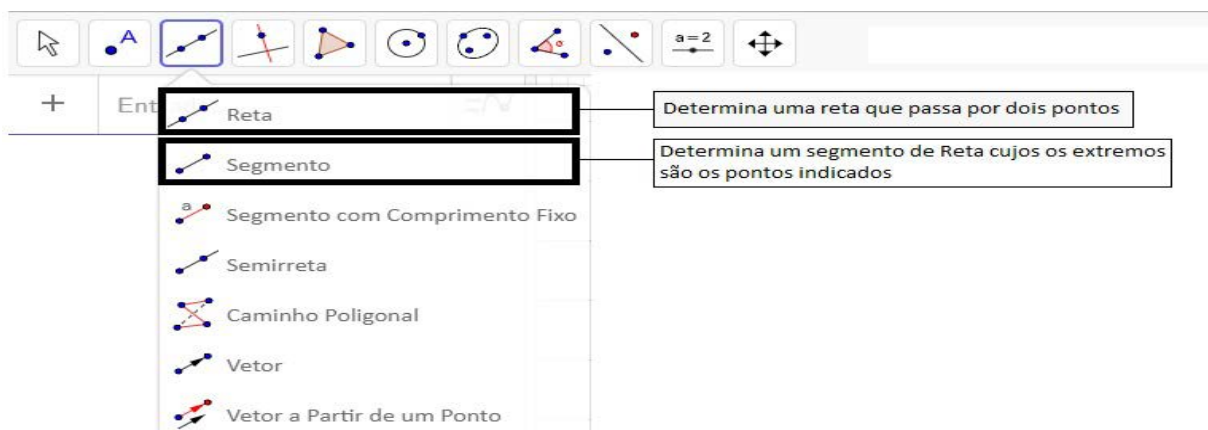 A
a=2
+ Ent
Reta
Determina uma reta que passa por dois pontos
Segmento
Determina um segmento de Reta cujos os extremos
são os pontos indicados
a
Segmento com Comprimento Fixo
Semirreta
Caminho Poligonal
Vetor
Vetor a Partir de um Ponto